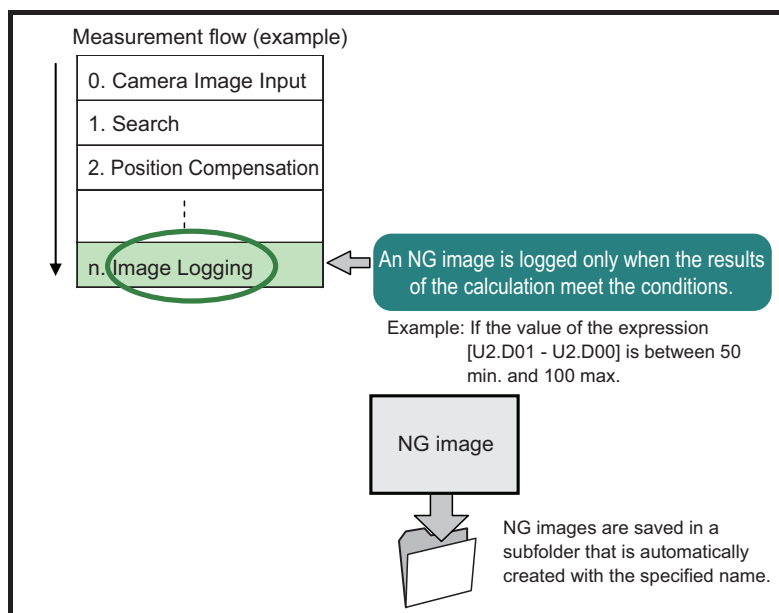 Measurement flow (example)
0. Camera Image Input
1. Search
2. Position Compensation
n. Image Logging
An NG image is logged only when the results
of the calculation meet the conditions.
Example: If the value of the expression
[U2.D01 - U2.D00] is between 50
min. and 100 max.
NG image
NG images are saved in a
subfolder that is automatically
created with the specified name.